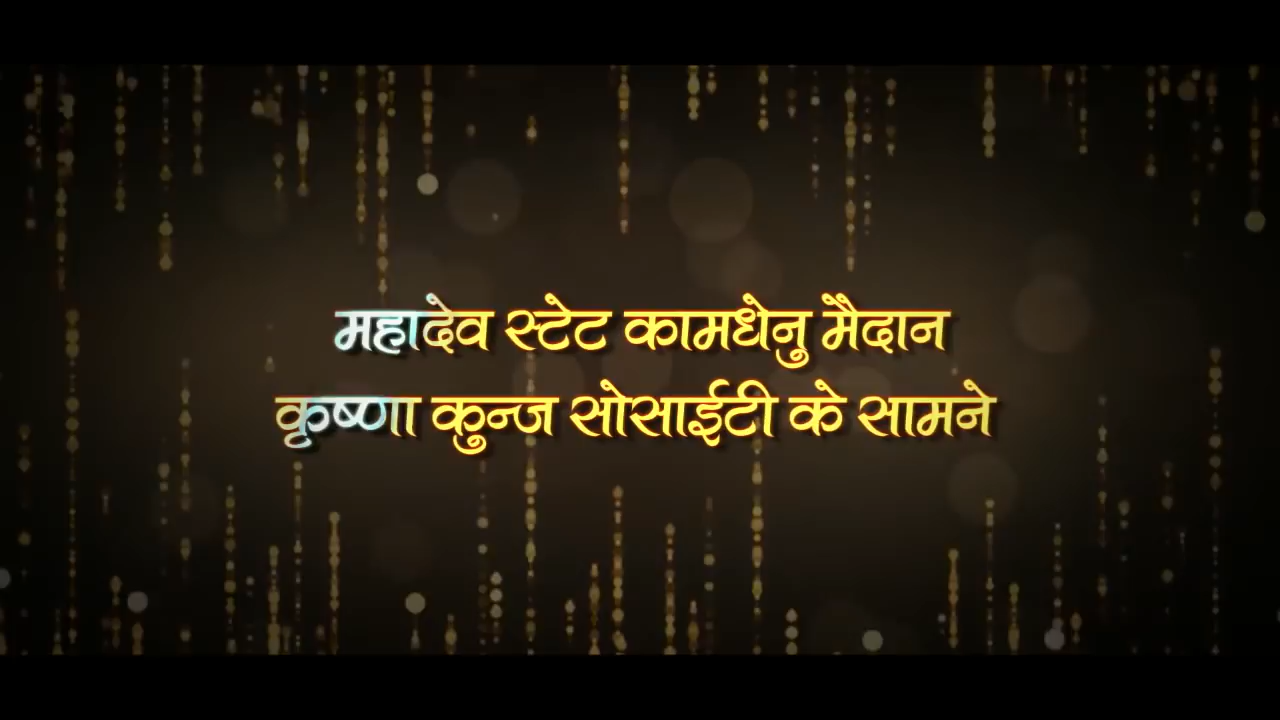 महादेव स्टेट कामधेनु मैदान
कृष्णा कुन्ज सोसाईटी के सामने